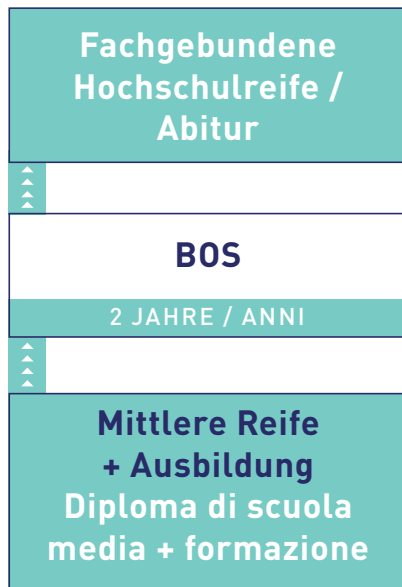 Fachgebundene
Hochschulreife /
Abitur
BOS
2 JAHRE / ANNI
Mittlere Reife
+ Ausbildung
Diploma di scuola
media + formazione